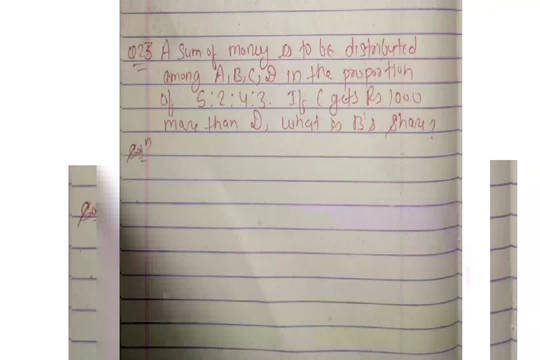 Q23 A Sum of money is to be distributed
among A, B, C, D in the proportion
of 5:2:4:3. If C gets Rs 1000
more than D, What is B's Share?
Solⁿ